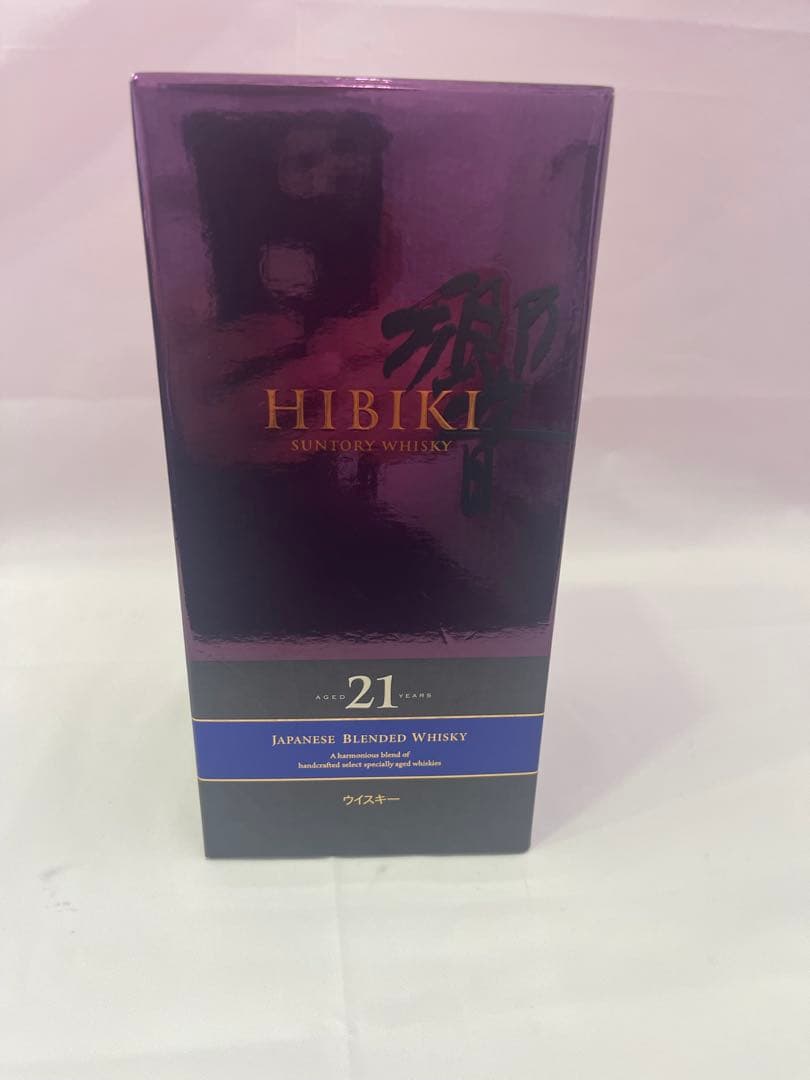 響
HIBIKI
SUNTORY WHISKY
AGED 21 YEARS
JAPANESE BLENDED WHISKY
A harmonious blend of
handcrafted select specially aged whiskies
ウイスキー